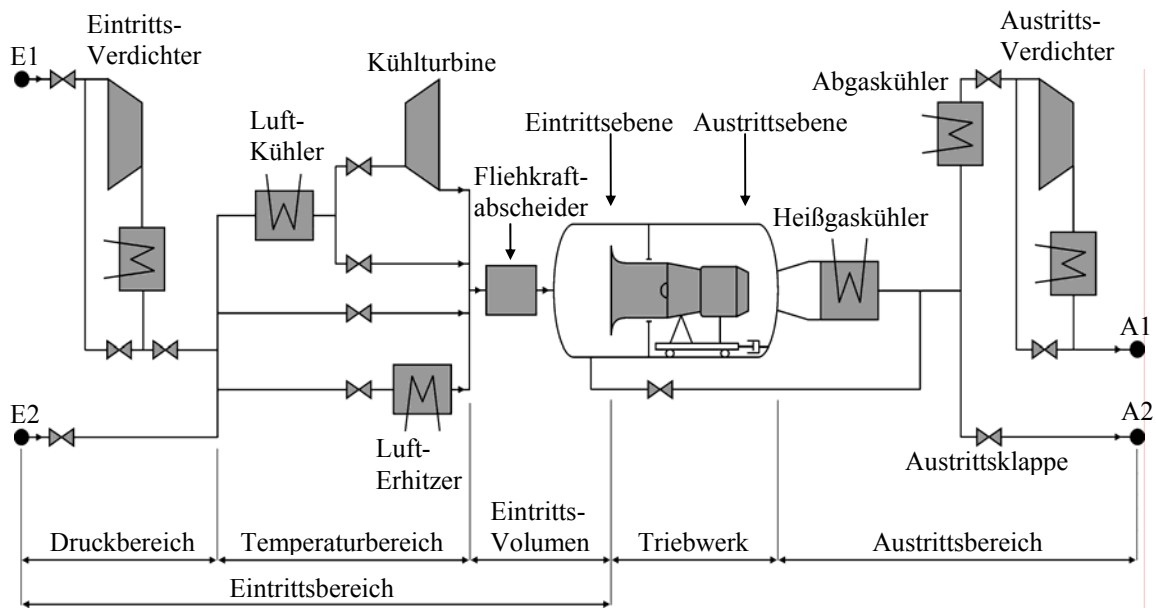 Eintritts-
Verdichter
E1
Kühlturbine
Luft-
Kühler
Fliehkraft-
abscheider
Eintrittsebene
Austrittsebene
Heißgaskühler
Abgaskühler
Austritts-
Verdichter
A1
E2
A2
Luft-
Erhitzer
Austrittsklappe
Druckbereich
Temperaturbereich
Eintritts-
Volumen
Triebwerk
Austrittsbereich
Eintrittsbereich